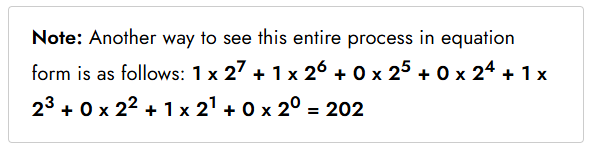 Note: Another way to see this entire process in equation
form is as follows: 1 x 2⁷ + 1 x 2⁶ + 0 x 2⁵ + 0 x 2⁴ + 1 x
2³ + 0 x 2² + 1 x 2¹ + 0 x 2⁰ = 202